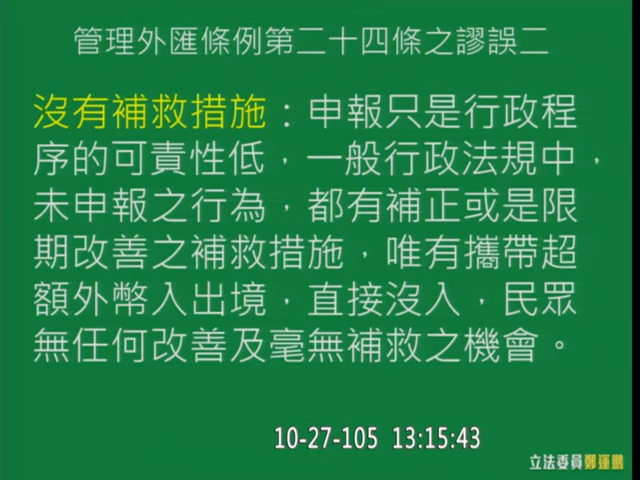 管理外匯條例第二十四條之謬誤二
沒有補救措施：申報只是行政程
序的可責性低，一般行政法規中，
未申報之行為，都有補正或是限
期改善之補救措施，唯有攜帶超
額外幣入出境，直接沒入，民眾
無任何改善及毫無補救之機會。
10-27-105 13:15:43
立法委員鄭運鵬